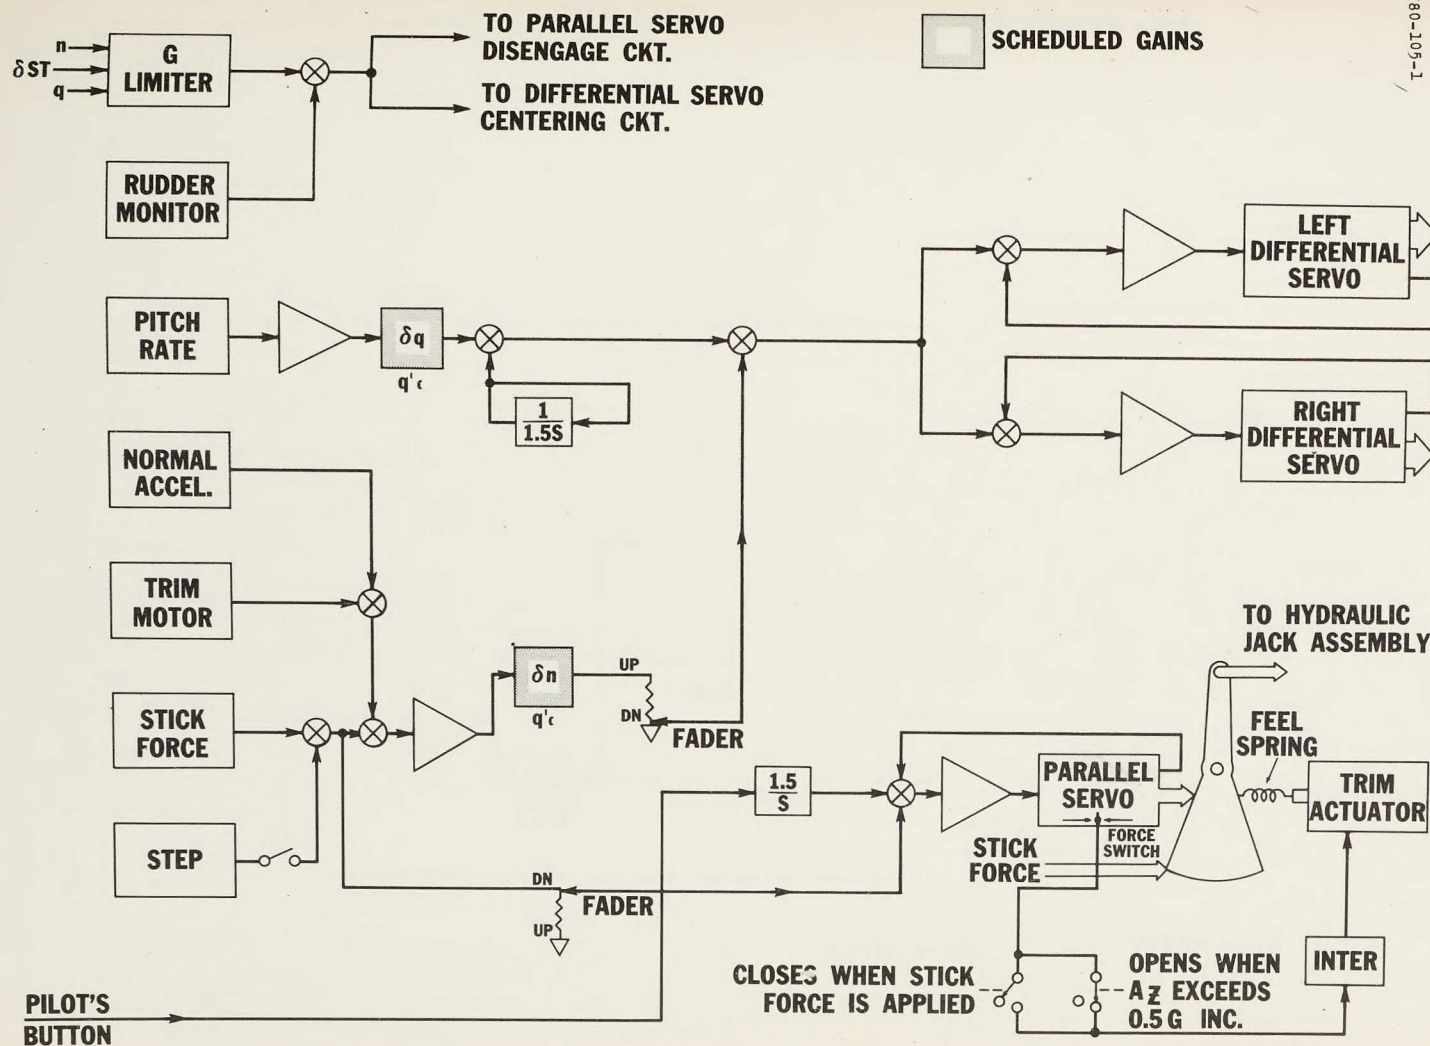 80-105-1
n
δST
q
G
LIMITER
TO PARALLEL SERVO
DISENGAGE CKT.
TO DIFFERENTIAL SERVO
CENTERING CKT.
SCHEDULED GAINS
RUDDER
MONITOR
PITCH
RATE
δq
q'c
1
1.5S
LEFT
DIFFERENTIAL
SERVO
RIGHT
DIFFERENTIAL
SERVO
NORMAL
ACCEL.
TRIM
MOTOR
STICK
FORCE
STEP
δn
q'c
UP
DN
FADER
DN
UP
FADER
1.5
S
PARALLEL
SERVO
FORCE
SWITCH
STICK
FORCE
TO HYDRAULIC
JACK ASSEMBLY
FEEL
SPRING
TRIM
ACTUATOR
INTER
CLOSES WHEN STICK
FORCE IS APPLIED
OPENS WHEN
AZ EXCEEDS
0.5 G INC.
PILOT'S
BUTTON